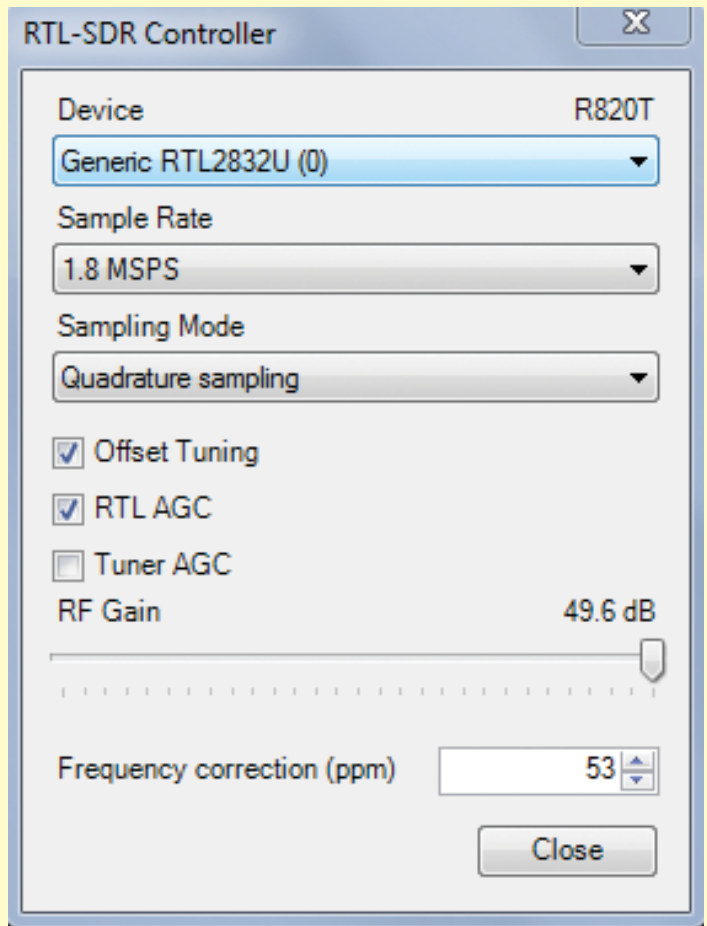 RTL-SDR Controller
Device R820T
Generic RTL2832U (0)
Sample Rate
1.8 MSPS
Sampling Mode
Quadrature sampling
Offset Tuning
RTL AGC
Tuner AGC
RF Gain 49.6 dB
Frequency correction (ppm) 53
Close